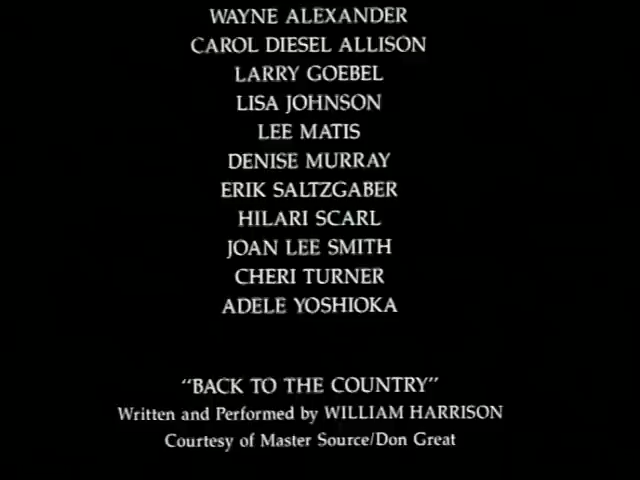 WAYNE ALEXANDER
CAROL DIESEL ALLISON
LARRY GOEBEL
LISA JOHNSON
LEE MATIS
DENISE MURRAY
ERIK SALTZGABER
HILARI SCARL
JOAN LEE SMITH
CHERI TURNER
ADELE YOSHIOKA
"BACK TO THE COUNTRY"
Written and Performed by WILLIAM HARRISON
Courtesy of Master Source/Don Great